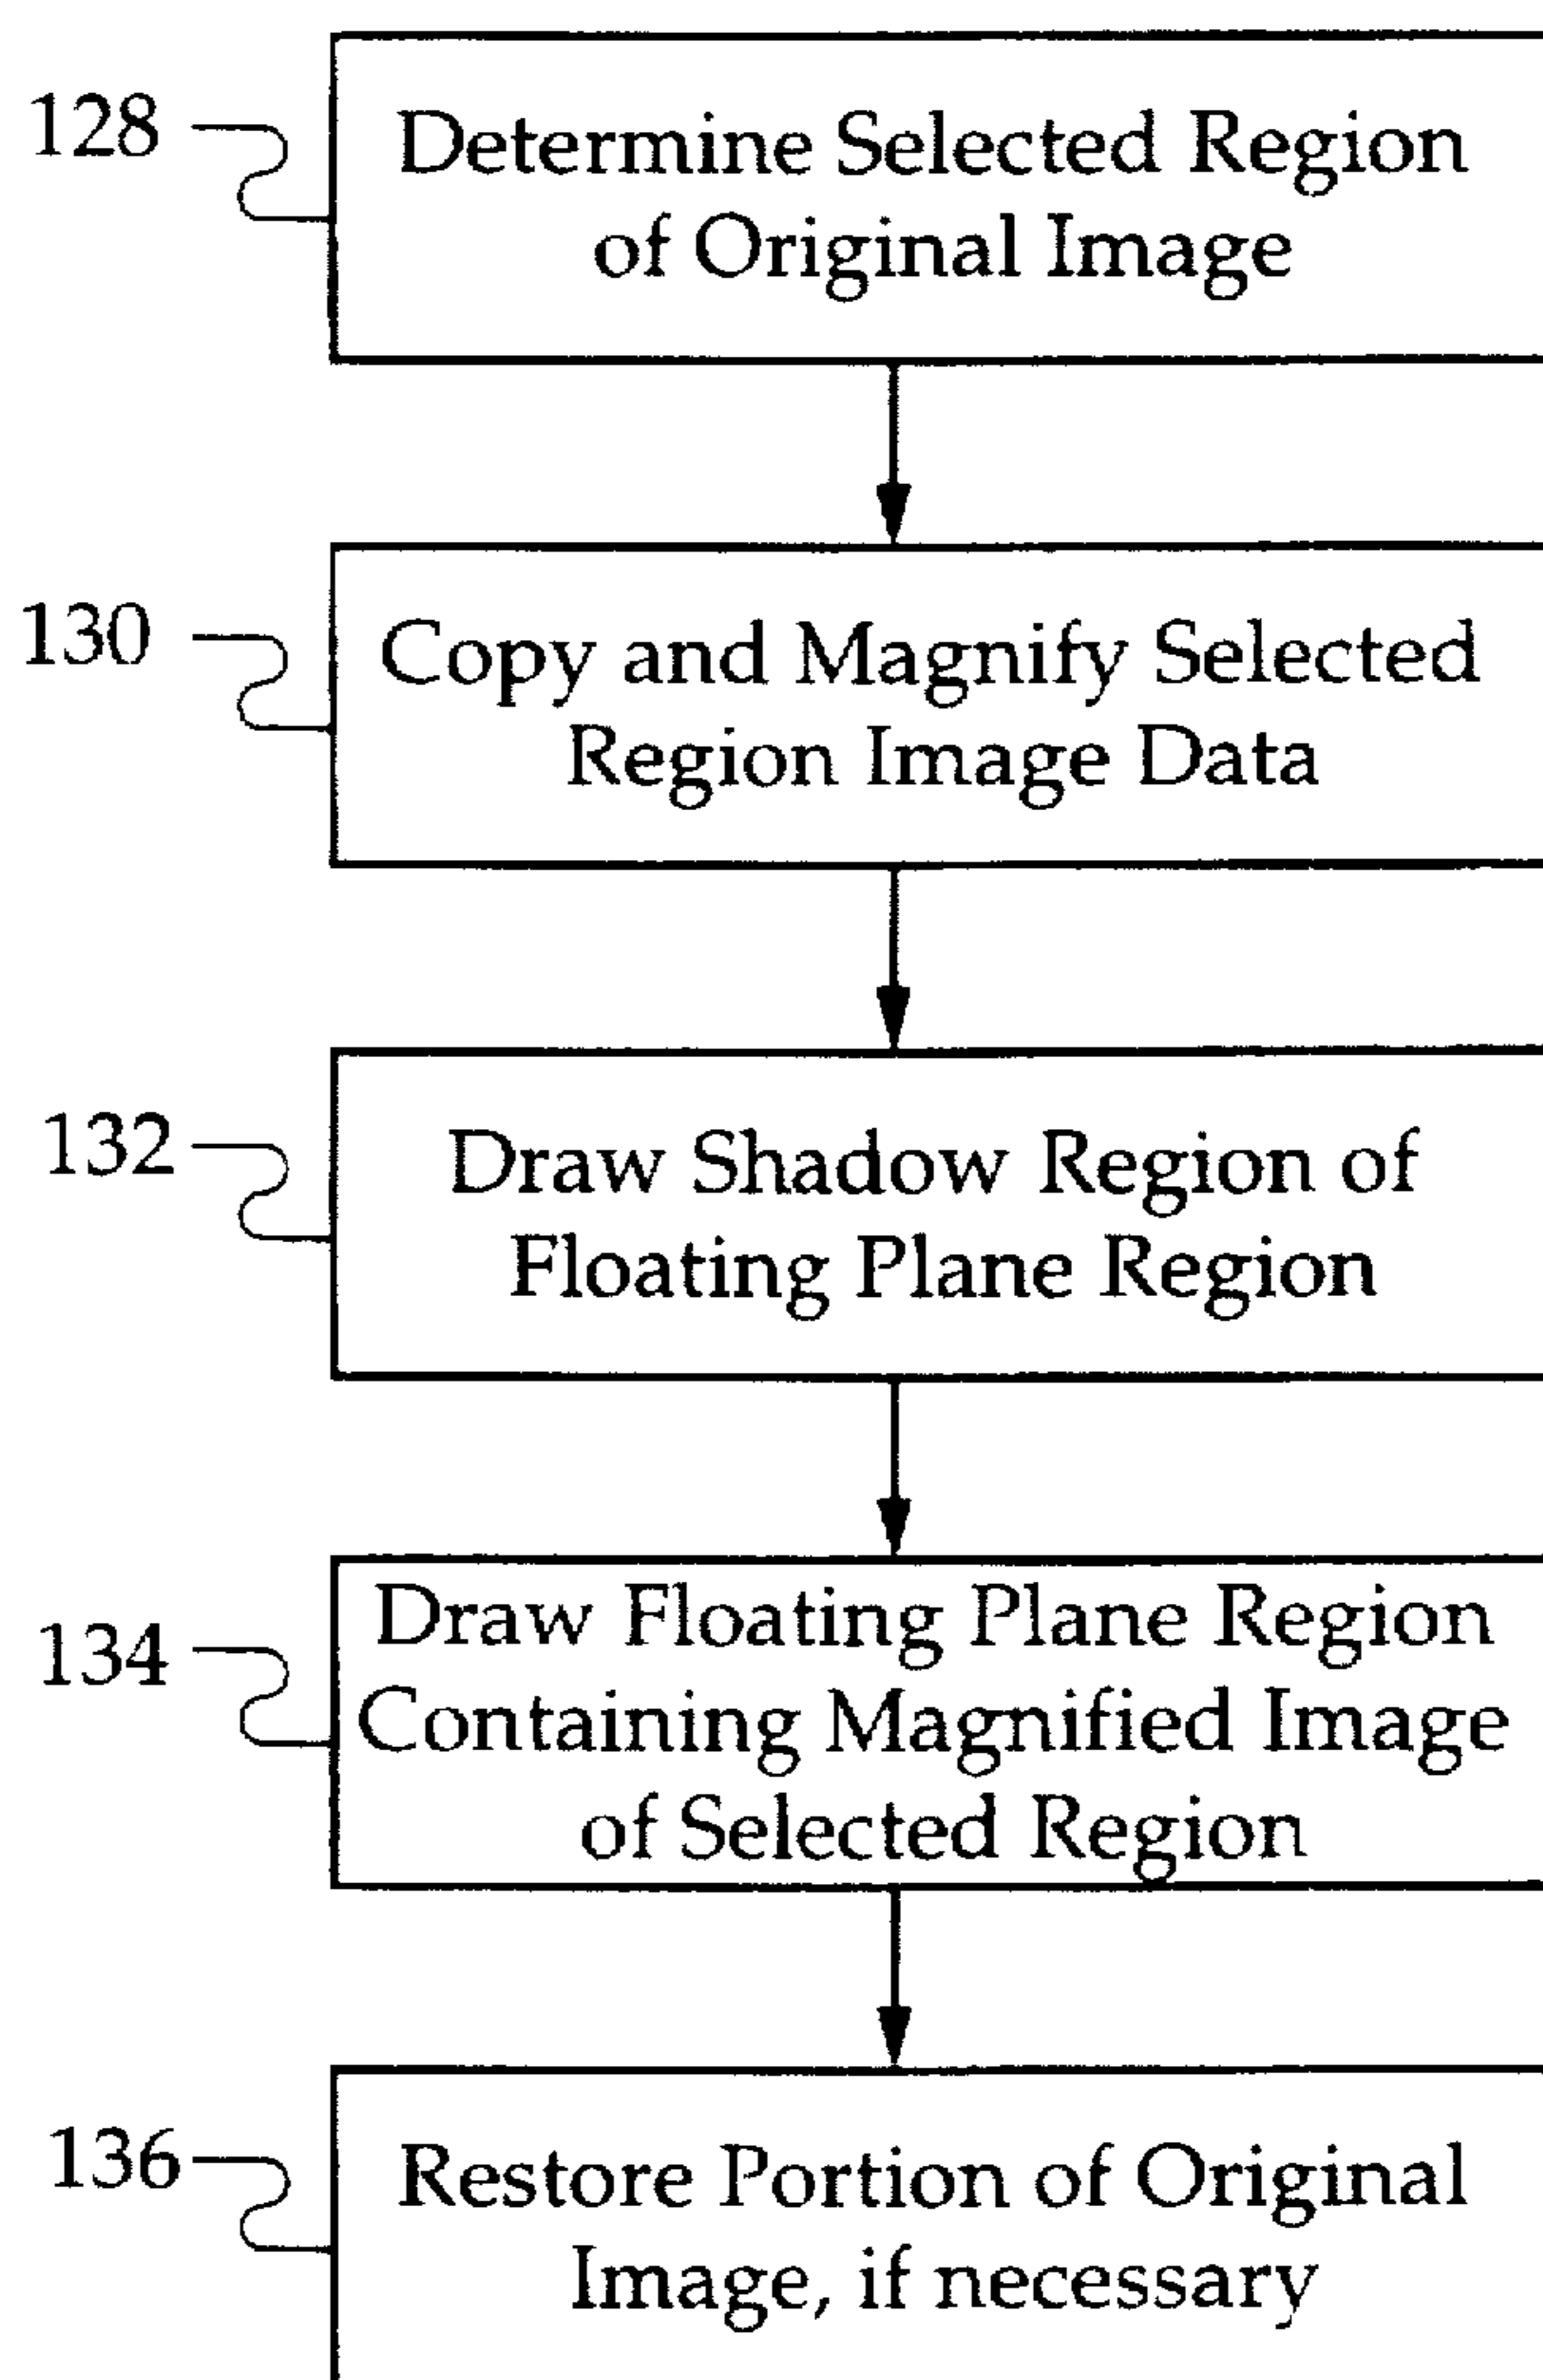 128
Determine Selected Region
of Original Image
130
Copy and Magnify Selected
Region Image Data
132
Draw Shadow Region of
Floating Plane Region
134
Draw Floating Plane Region
Containing Magnified Image
of Selected Region
136
Restore Portion of Original
Image, if necessary